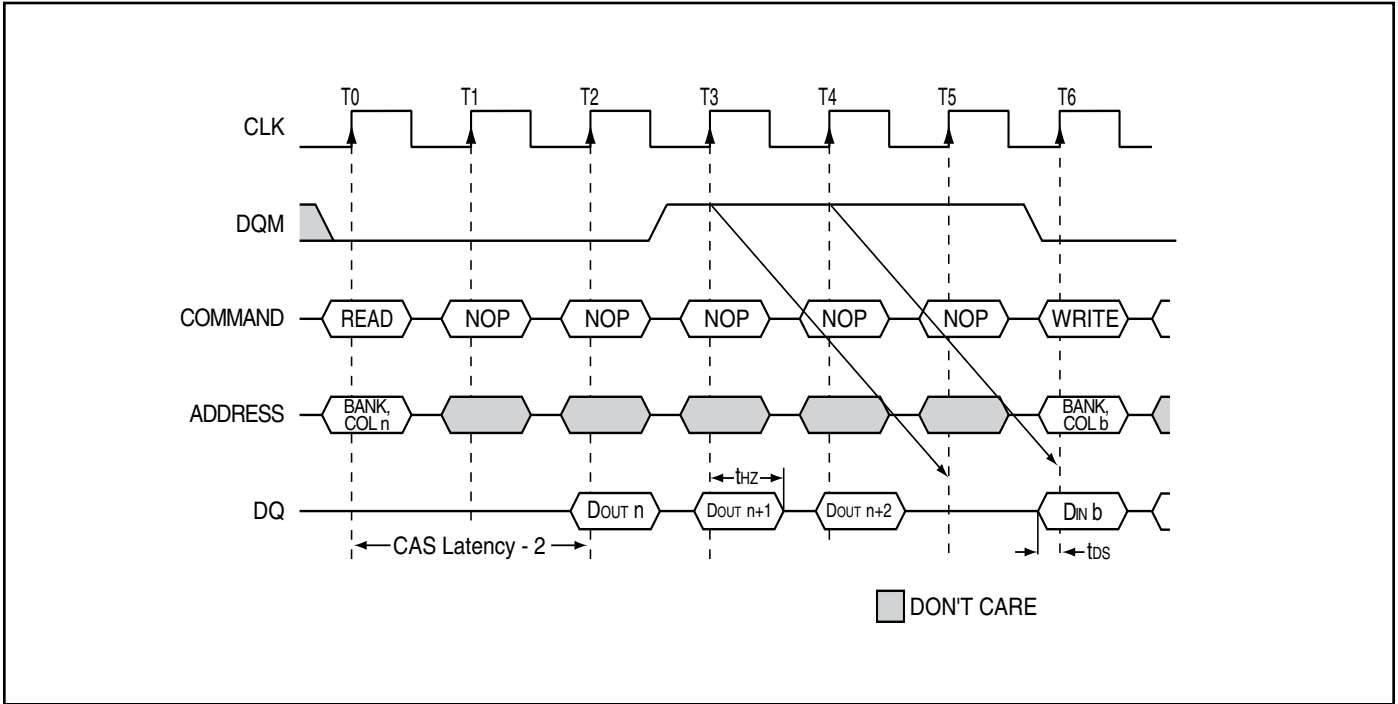 T0 T1 T2 T3 T4 T5 T6
CLK
DQM
COMMAND READ NOP NOP NOP NOP NOP WRITE
ADDRESS BANK, COL n BANK, COL b
tHZ
DQ DOUT n DOUT n+1 DOUT n+2 DIN b
CAS Latency - 2 tDS
DON'T CARE